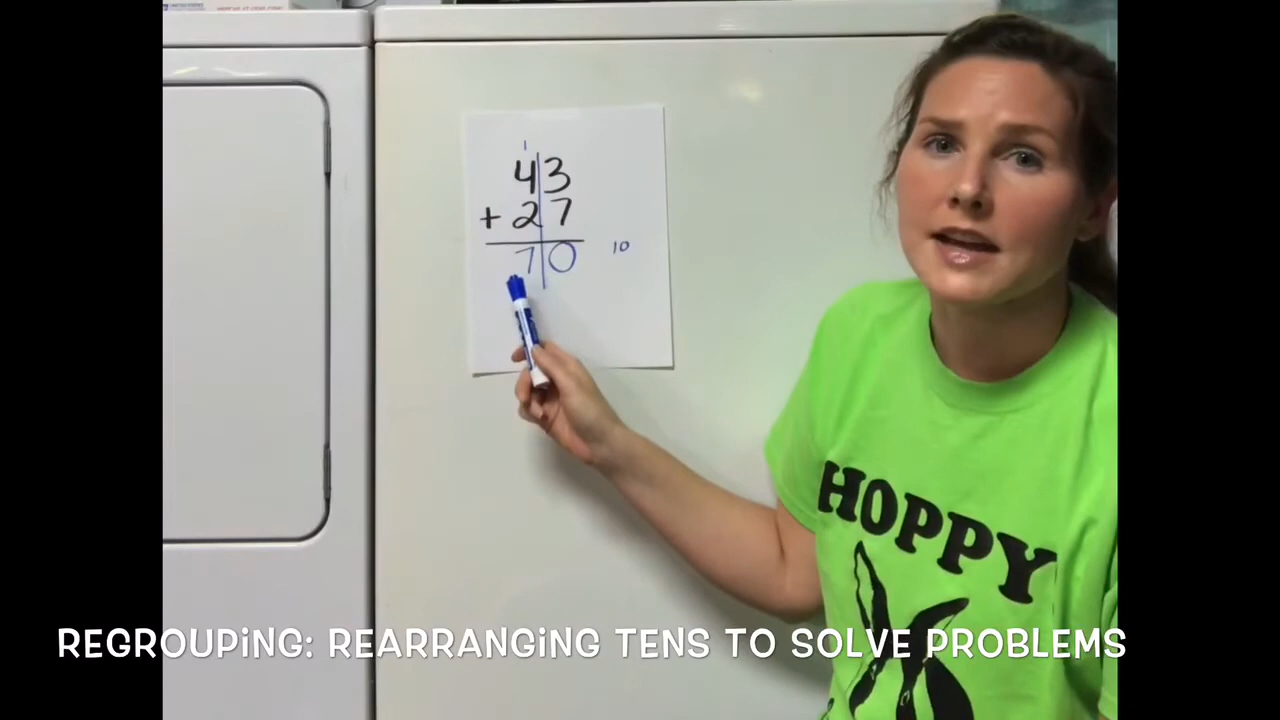 1
43
+ 27
70 10
HOPPY
REGROUPING: REARRANGING TENS TO SOLVE PROBLEMS